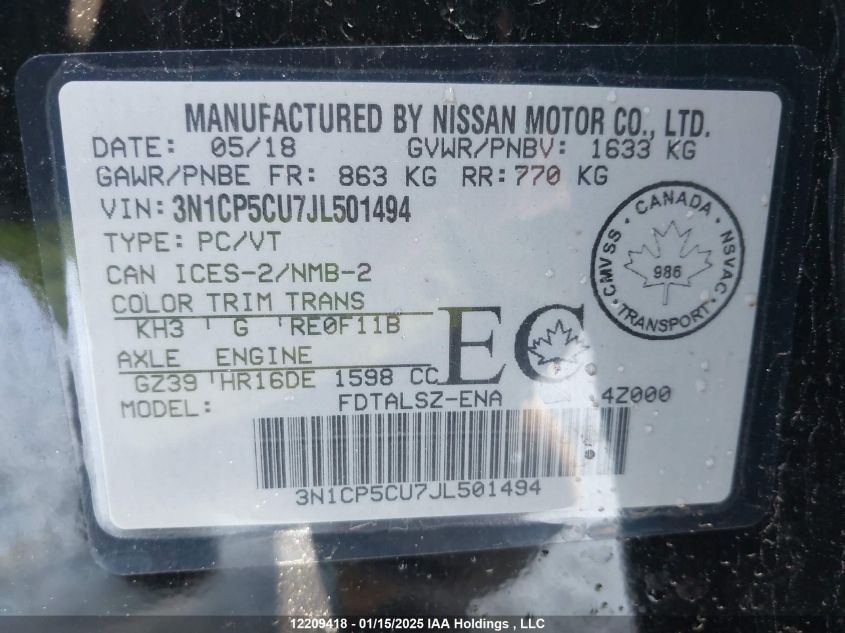 MANUFACTURED BY NISSAN MOTOR CO., LTD.
DATE: 05/18 GVWR/PNBV: 1633 KG
GAWR/PNBE FR: 863 KG RR: 770 KG
VIN: 3N1CP5CU7JL501494
TYPE: PC/VT
CAN ICES-2/NMB-2
COLOR TRIM TRANS
KH3 G RE0F11B
AXLE ENGINE
GZ39 HR16DE 1598 CC
EC
MODEL: FDTALSZ-ENA 4Z000
3N1CP5CU7JL501494
CANADA
CMVSS NSVAC
986
TRANSPORT
12209418 - 01/15/2025 IAA Holdings , LLC